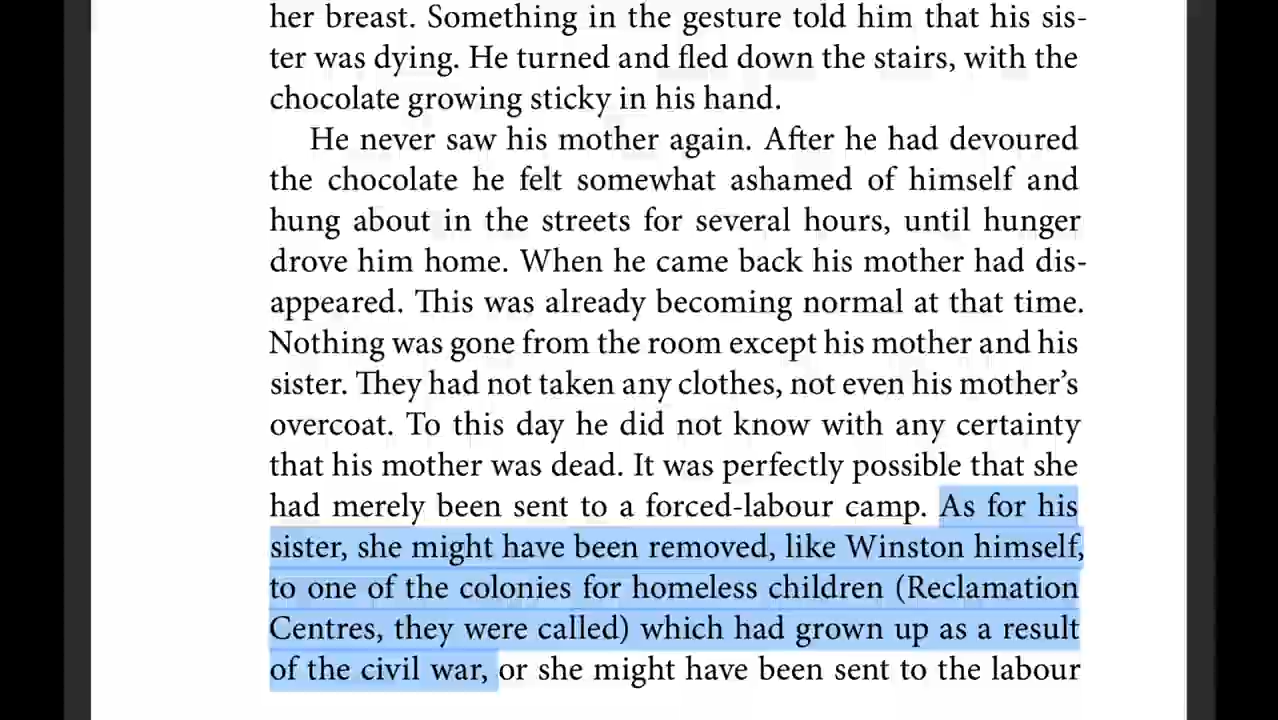 her breast. Something in the gesture told him that his sis-
ter was dying. He turned and fled down the stairs, with the
chocolate growing sticky in his hand.
He never saw his mother again. After he had devoured
the chocolate he felt somewhat ashamed of himself and
hung about in the streets for several hours, until hunger
drove him home. When he came back his mother had dis-
appeared. This was already becoming normal at that time.
Nothing was gone from the room except his mother and his
sister. They had not taken any clothes, not even his mother’s
overcoat. To this day he did not know with any certainty
that his mother was dead. It was perfectly possible that she
had merely been sent to a forced-labour camp. As for his
sister, she might have been removed, like Winston himself,
to one of the colonies for homeless children (Reclamation
Centres, they were called) which had grown up as a result
of the civil war, or she might have been sent to the labour